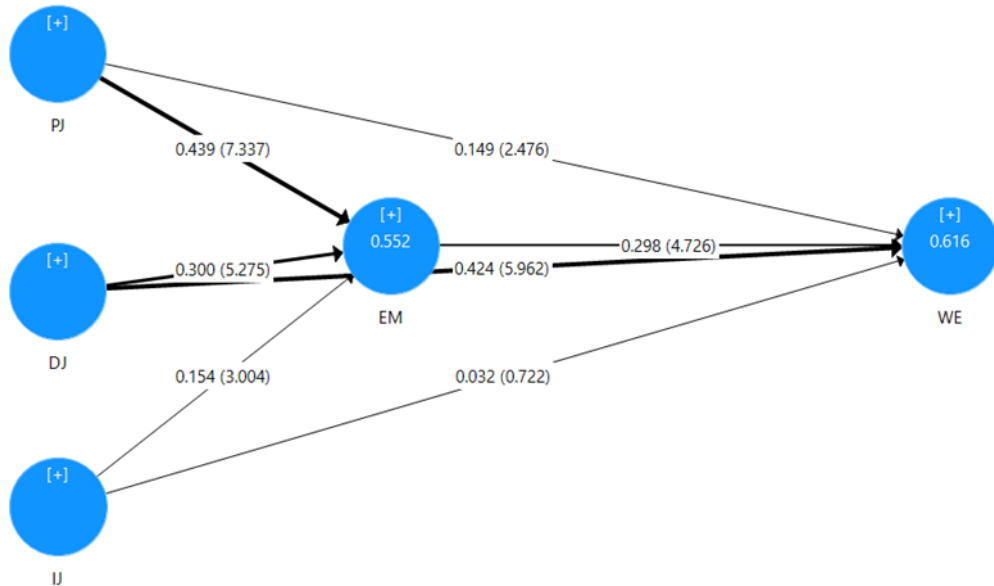 [+]
PJ
0.439 (7.337)
0.149 (2.476)
[+]
0.552
EM
[+]
0.616
WE
0.298 (4.726)
[+]
DJ
0.300 (5.275)
0.424 (5.962)
0.154 (3.004)
0.032 (0.722)
[+]
IJ